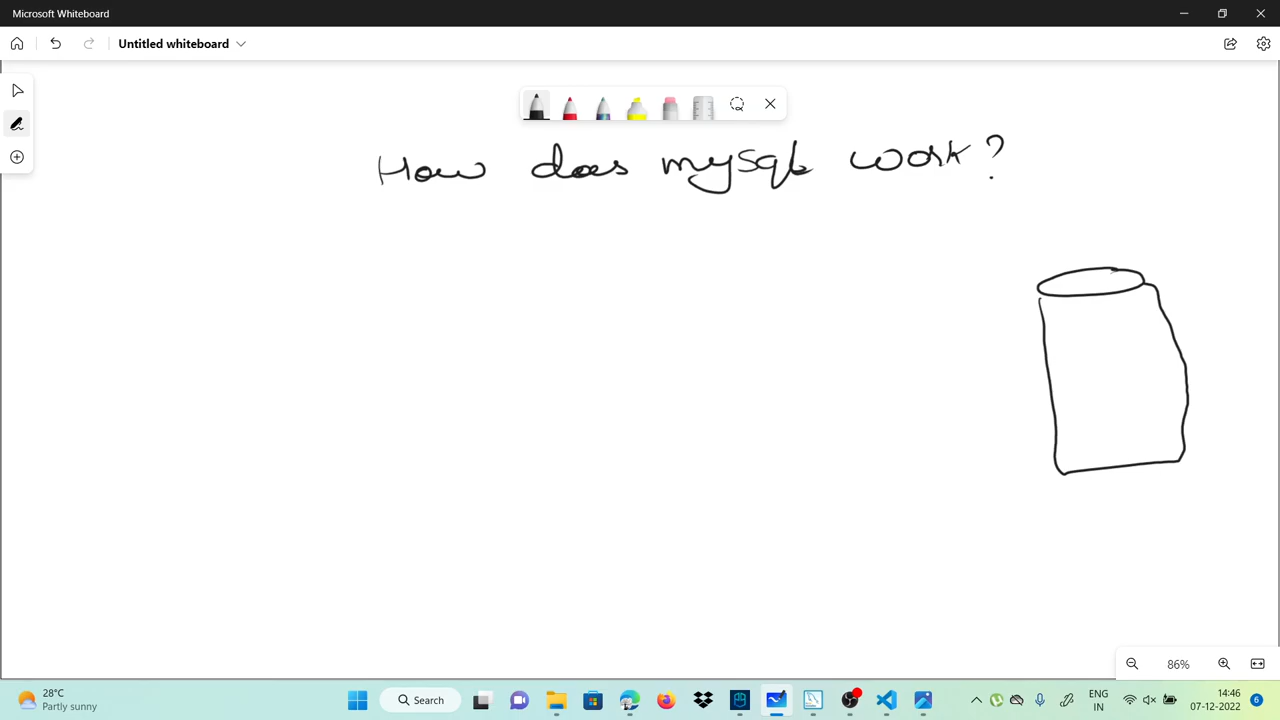 Microsoft Whiteboard
Untitled whiteboard
How does mysql work?
86%
28°C
Partly sunny
Search
ENG
IN
14:46
07-12-2022
6